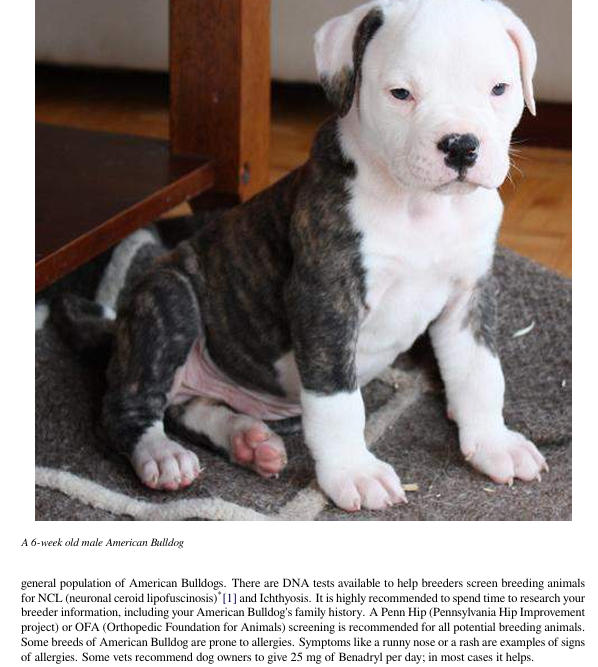 A 6-week old male American Bulldog
general population of American Bulldogs. There are DNA tests available to help breeders screen breeding animals
for NCL (neuronal ceroid lipofuscinosis)*[1] and Ichthyosis. It is highly recommended to spend time to research your
breeder information, including your American Bulldog's family history. A Penn Hip (Pennsylvania Hip Improvement
project) or OFA (Orthopedic Foundation for Animals) screening is recommended for all potential breeding animals.
Some breeds of American Bulldog are prone to allergies. Symptoms like a runny nose or a rash are examples of signs
of allergies. Some vets recommend dog owners to give 25 mg of Benadryl per day; in most cases it helps.